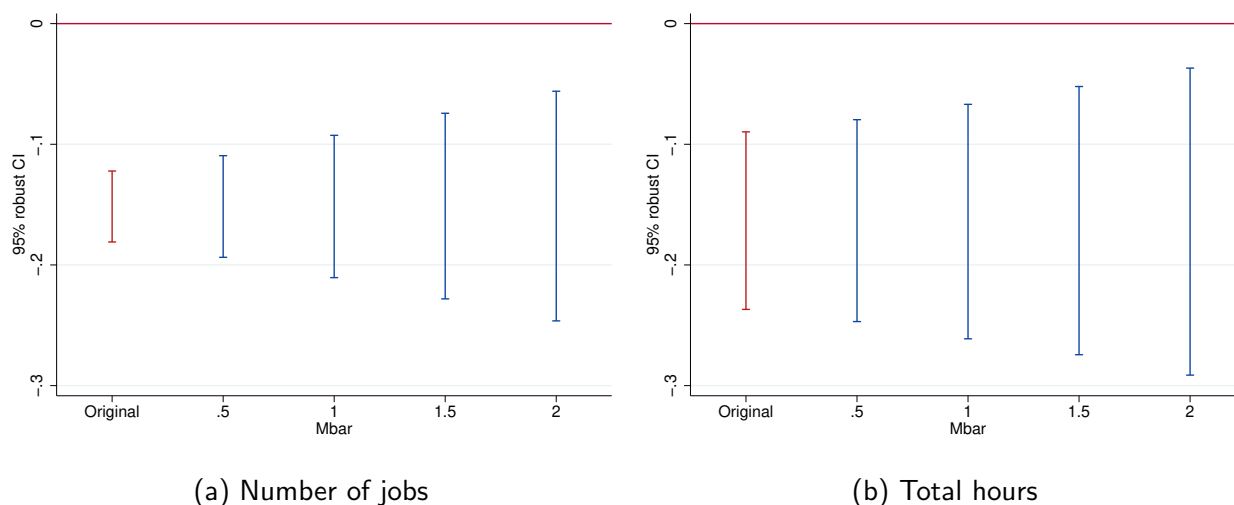 0
-.1
-.2
-.3
95% robust CI
Original
.5
1
1.5
2
Mbar
(a) Number of jobs
0
-.1
-.2
-.3
95% robust CI
Original
.5
1
1.5
2
Mbar
(b) Total hours